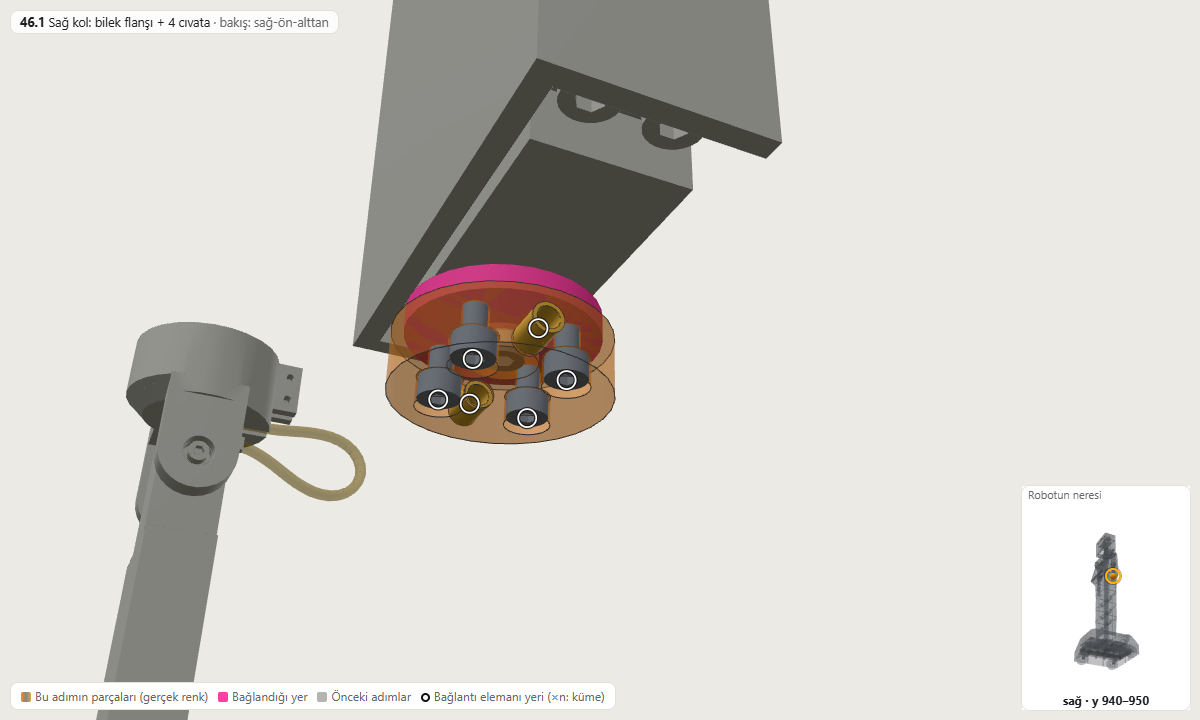 46.1 Sağ kol: bilek flanşı + 4 cıvata · bakış: sağ-ön-alttan
Robotun neresi
sağ · y 940–950
Bu adımın parçaları (gerçek renk) Bağlandığı yer Önceki adımlar Bağlantı elemanı yeri (×n: küme)